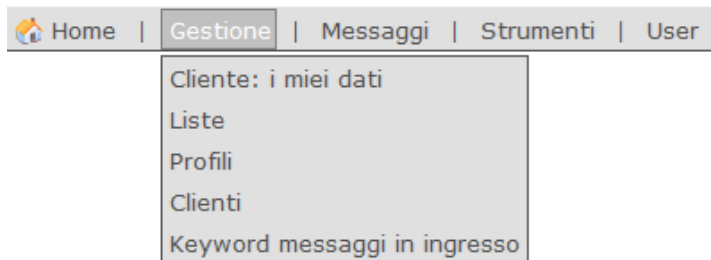 Home | Gestione | Messaggi | Strumenti | User
Cliente: i miei dati
Liste
Profili
Clienti
Keyword messaggi in ingresso